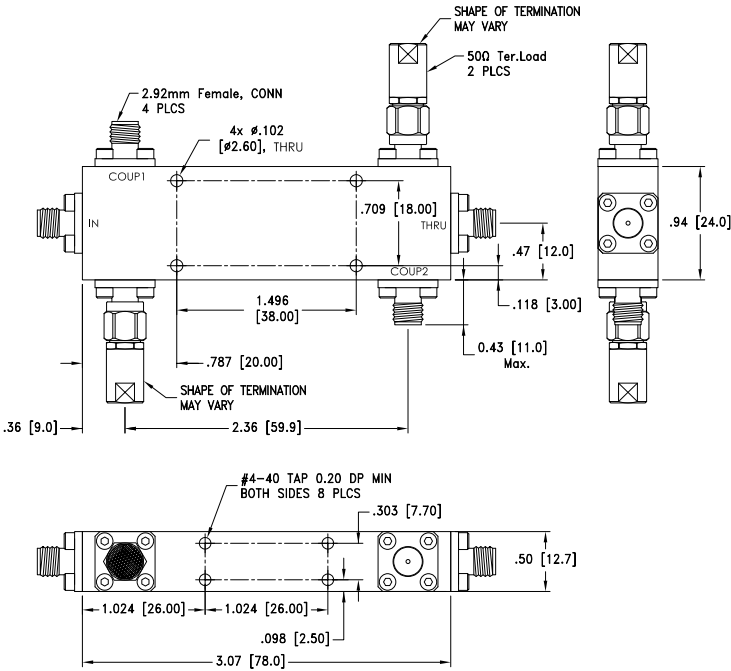 SHAPE OF TERMINATION
MAY VARY
50Ω Ter.Load
2 PLCS
2.92mm Female, CONN
4 PLCS
4x ø.102
[ø2.60], THRU
COUP1
IN
.709 [18.00]
THRU
COUP2
.94 [24.0]
.47 [12.0]
.118 [3.00]
1.496
[38.00]
0.43 [11.0]
Max.
.787 [20.00]
SHAPE OF TERMINATION
MAY VARY
.36 [9.0]
2.36 [59.9]
#4-40 TAP 0.20 DP MIN
BOTH SIDES 8 PLCS
.303 [7.70]
.50 [12.7]
1.024 [26.00]
1.024 [26.00]
.098 [2.50]
3.07 [78.0]